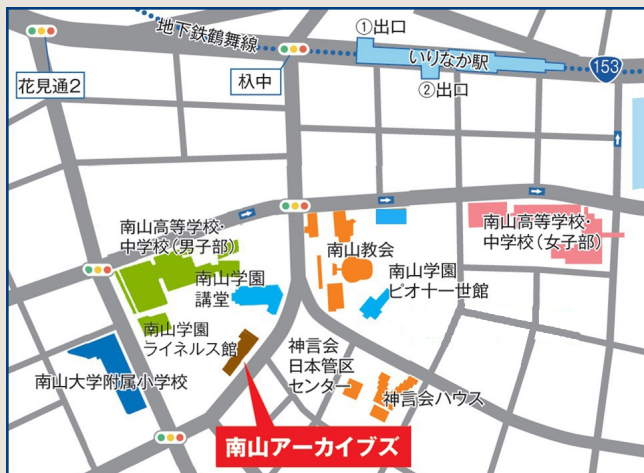 地下鉄鶴舞線
①出口
いりなか駅
153
花見通2
杁中
②出口
南山高等学校・
中学校(男子部)
南山教会
南山高等学校・
中学校(女子部)
南山学園
講堂
南山学園
ピオ十一世館
南山学園
ライネルス館
神言会
日本管区
センター
南山大学附属小学校
神言会ハウス
南山アーカイブズ